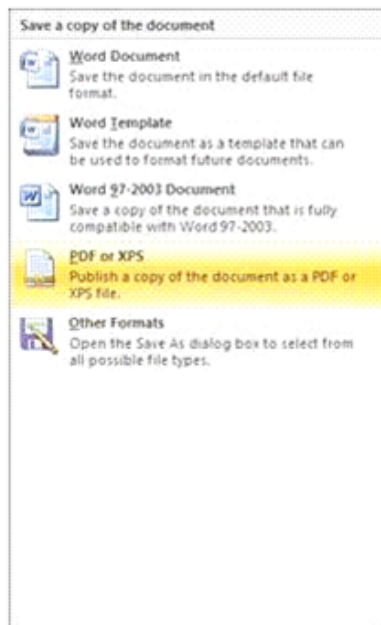 Save a copy of the document
Word Document
Save the document in the default file
format.
Word Template
Save the document as a template that can
be used to format future documents.
Word 97-2003 Document
Save a copy of the document that is fully
compatible with Word 97-2003.
PDF or XPS
Publish a copy of the document as a PDF or
XPS file.
Other Formats
Open the Save As dialog box to select from
all possible file types.